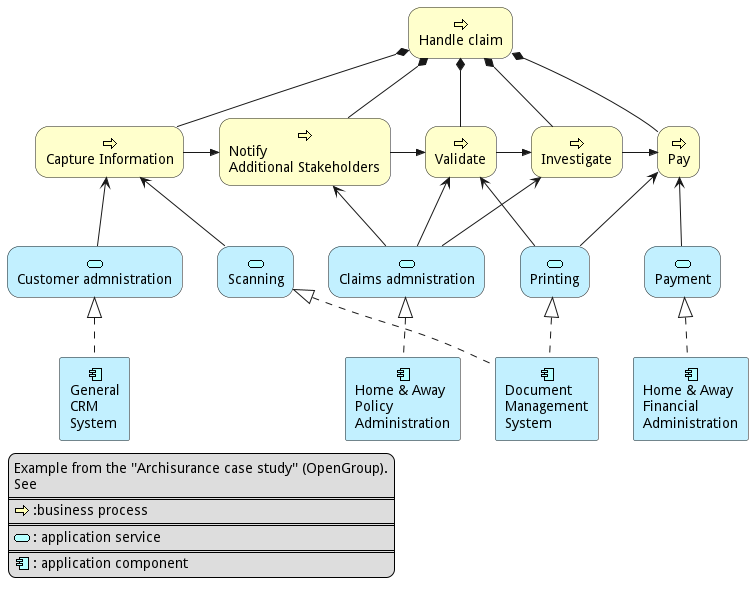 Handle claim
Capture Information
Notify
Additional Stakeholders
Validate
Investigate
Pay
Customer admnistration
Scanning
Claims admnistration
Printing
Payment
General
CRM
System
Home & Away
Policy
Administration
Document
Management
System
Home & Away
Financial
Administration
Example from the "Archisurance case study" (OpenGroup).
See
:business process
: application service
: application component